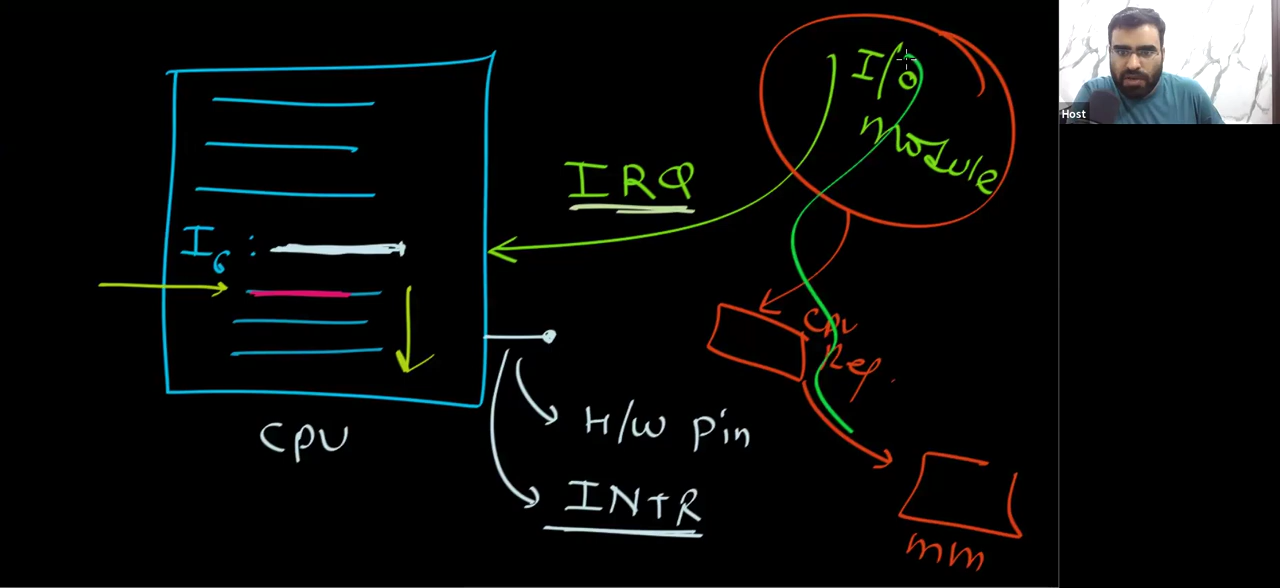 I/O
module
Host
IRQ
I6 :
CPU
Reg.
H/W Pin
CPU
INTR
mm